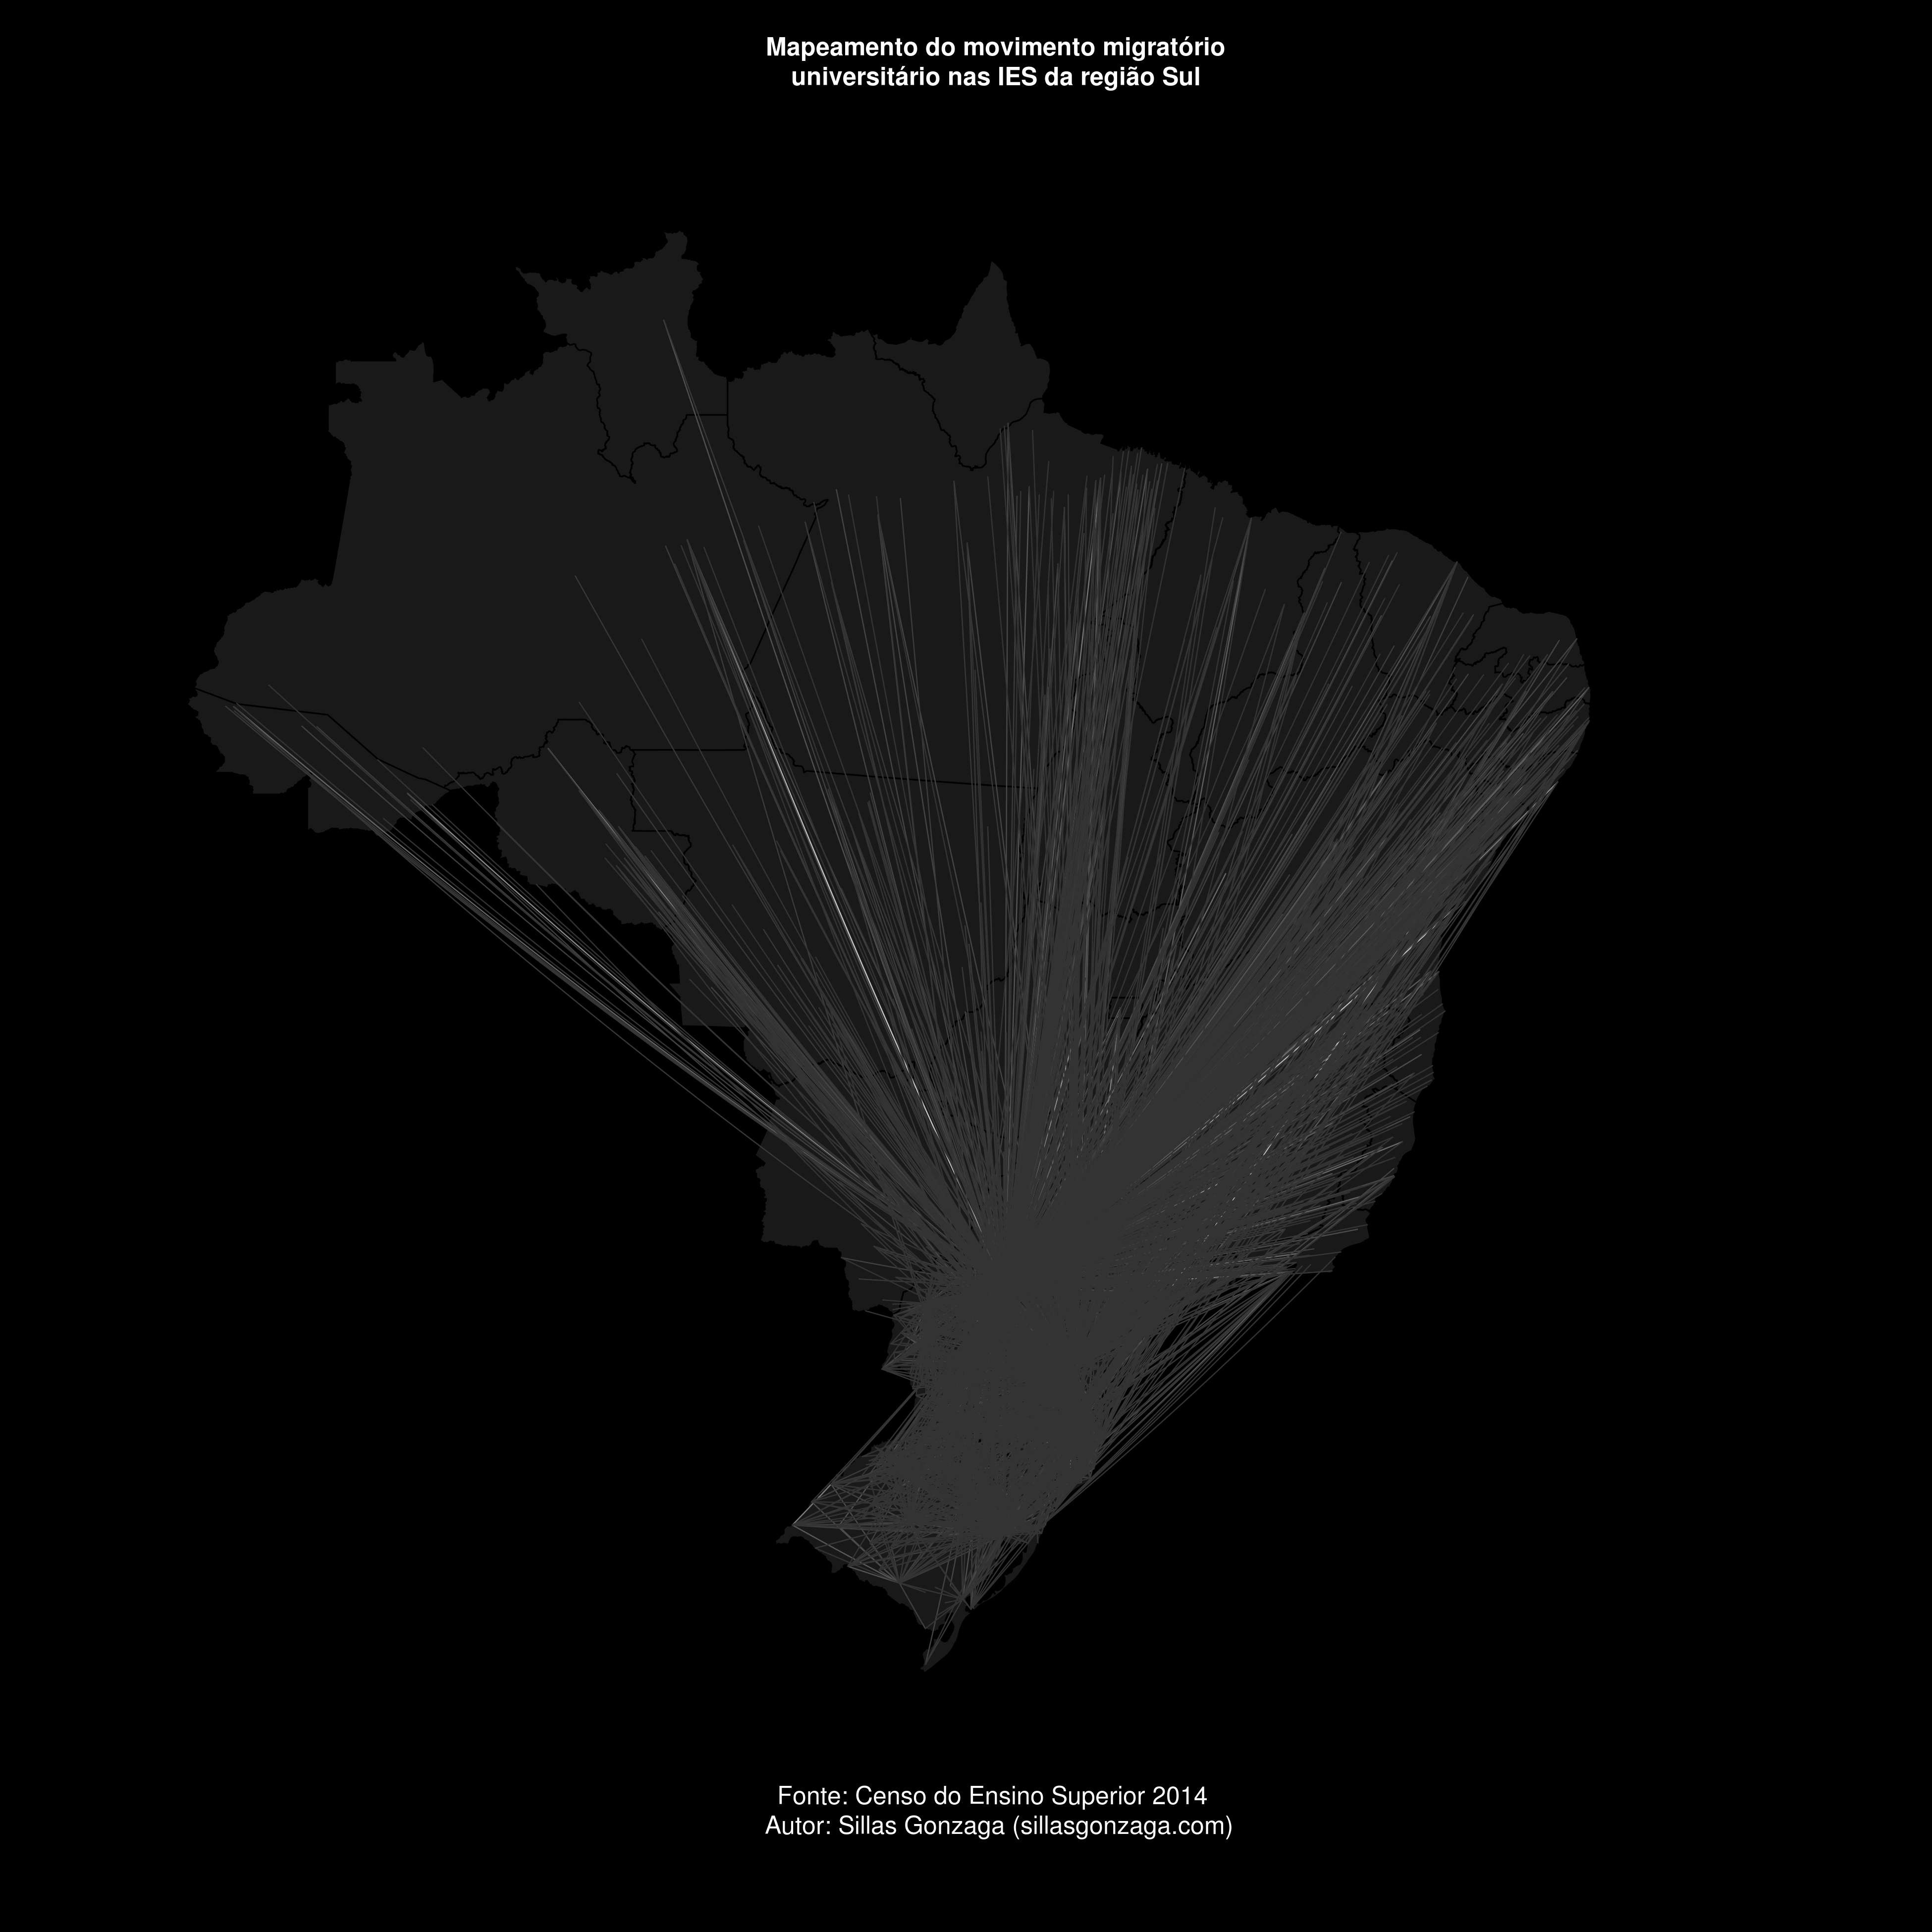 Mapeamento do movimento migratório
universitário nas IES da região Sul
Fonte: Censo do Ensino Superior 2014
Autor: Sillas Gonzaga (sillasgonzaga.com)